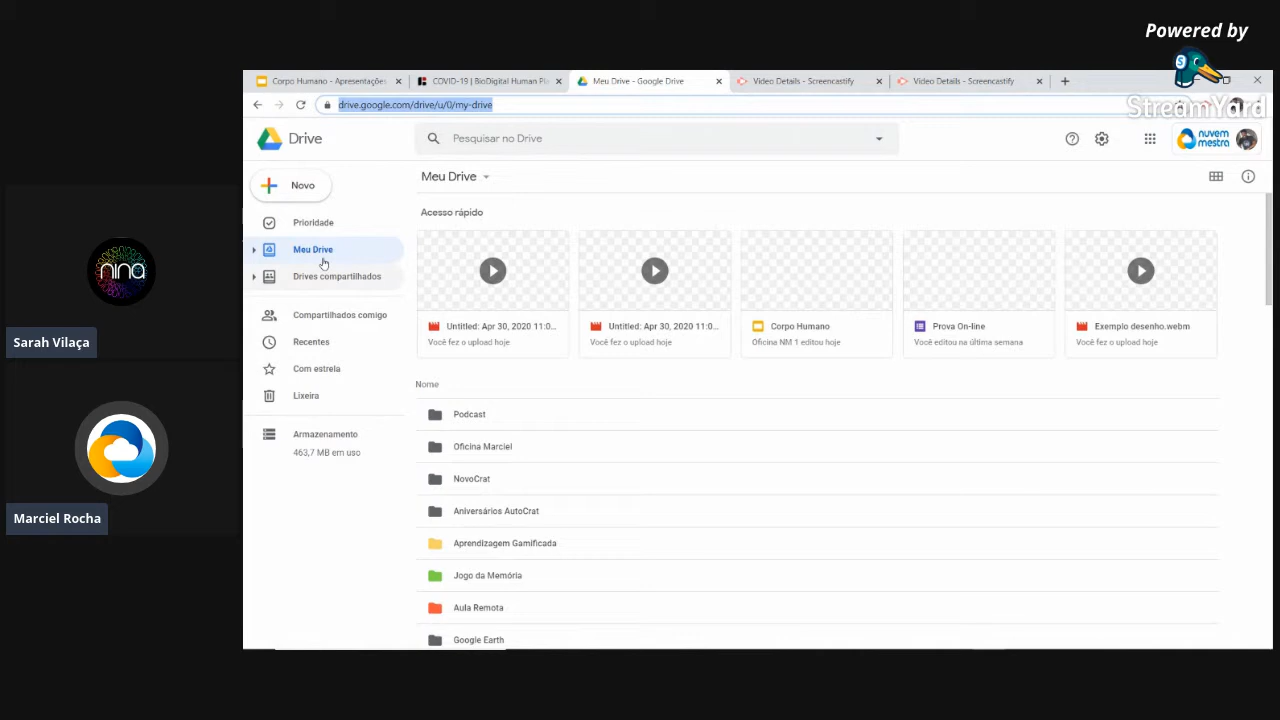 Powered by
StreamYard
Corpo Humano - Apresentações
COVID-19 | BioDigital Human Pl
Meu Drive - Google Drive
Video Details - Screencastify
Video Details - Screencastify
drive.google.com/drive/u/0/my-drive
Drive
Pesquisar no Drive
nuvem
mestra
Novo
Meu Drive
Prioridade
Acesso rápido
Meu Drive
Drives compartilhados
Compartilhados comigo
Untitled: Apr 30, 2020 11:0...
Untitled: Apr 30, 2020 11:0...
Corpo Humano
Prova On-line
Exemplo desenho.webm
Recentes
Você fez o upload hoje
Você fez o upload hoje
Oficina NM 1 editou hoje
Você editou na última semana
Você fez o upload hoje
Com estrela
Lixeira
Nome
Armazenamento
463,7 MB em uso
Podcast
Oficina Marciel
NovoCrat
Aniversários AutoCrat
Aprendizagem Gamificada
Jogo da Memória
Aula Remota
Google Earth
nina
Sarah Vilaça
Marciel Rocha